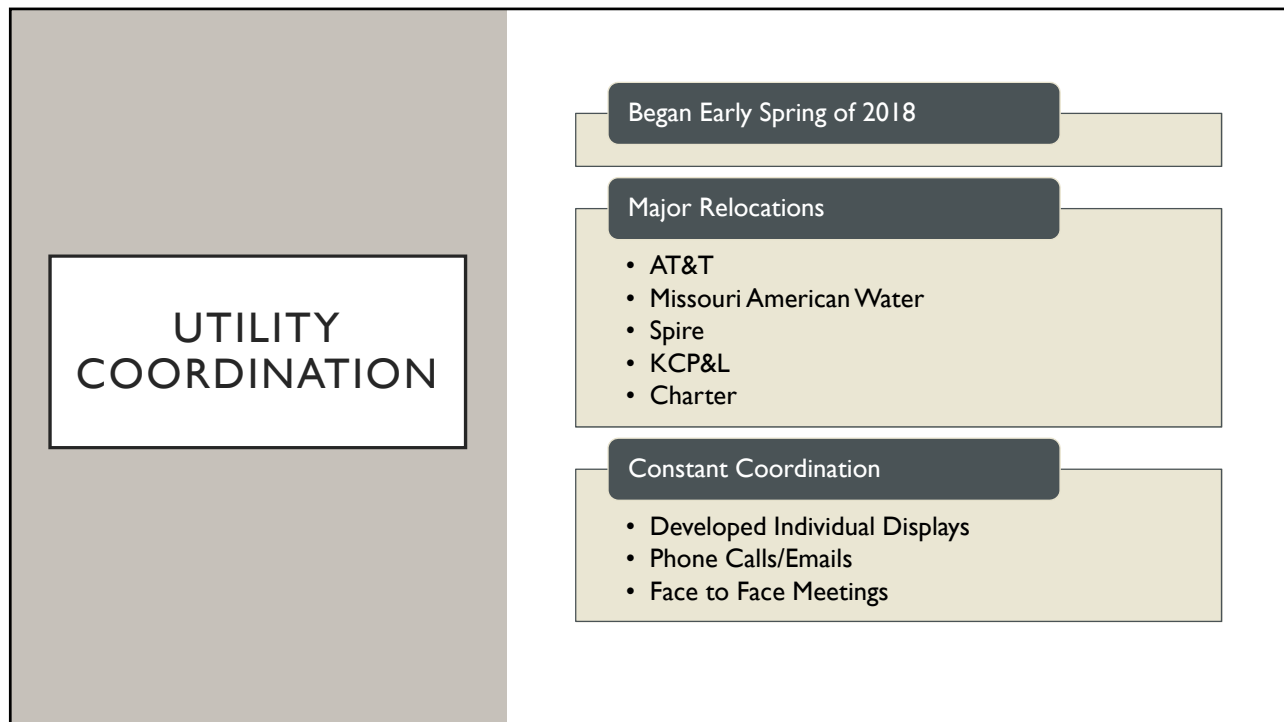 UTILITY
COORDINATION
Began Early Spring of 2018
Major Relocations
• AT&T
• Missouri American Water
• Spire
• KCP&L
• Charter
Constant Coordination
• Developed Individual Displays
• Phone Calls/Emails
• Face to Face Meetings